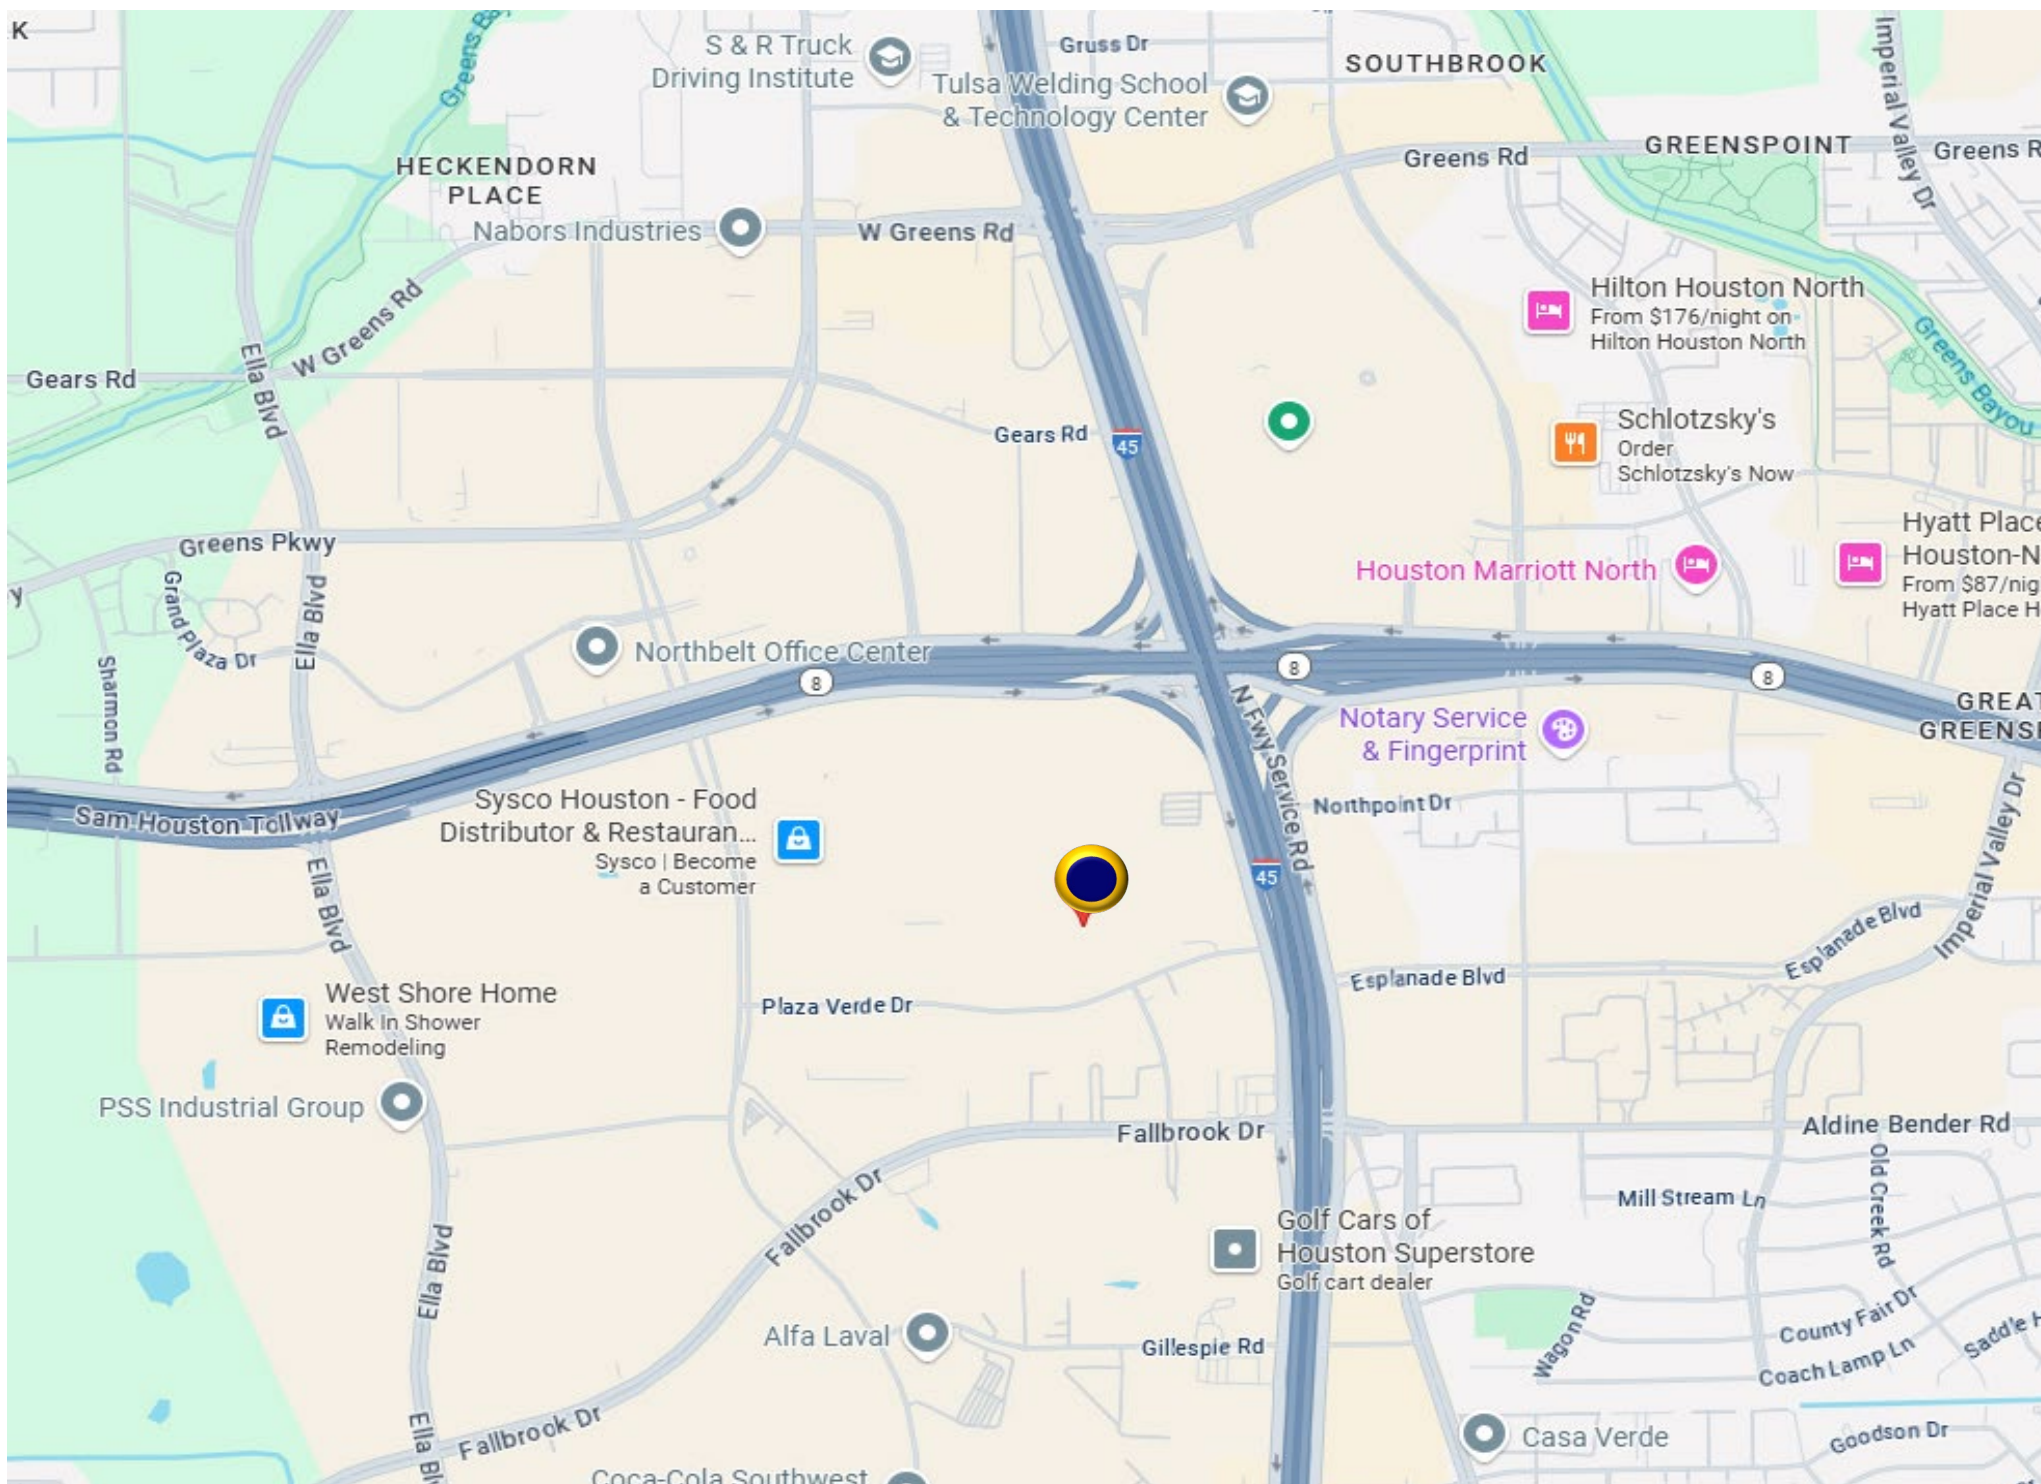 K
Greens Ba
S & R Truck
Driving Institute
Gruss Dr
Tulsa Welding School
& Technology Center
SOUTHBROOK
Imperial Valley Dr
HECKENDORN
PLACE
Greens Rd
GREENSPOINT
Greens R
Nabors Industries
W Greens Rd
Hilton Houston North
From $176/night on
Hilton Houston North
W Greens Rd
Gears Rd
Ella Blvd
Greens Bayou
Schlotzsky's
Order
Schlotzsky's Now
Gears Rd
45
Greens Pkwy
Hyatt Place
Houston-N
From $87/nig
Hyatt Place H
Houston Marriott North
y
Grand Plaza Dr
Ella Blvd
Northbelt Office Center
8
8
8
Sharmon Rd
N Fwy Service Rd
GREAT
GREENS
Notary Service
& Fingerprint
Sam Houston Tollway
Sysco Houston - Food
Distributor & Restauran...
Sysco | Become
a Customer
Northpoint Dr
Imperial Valley Dr
45
Ella Blvd
Esplanade Blvd
Esplanade Blvd
West Shore Home
Walk In Shower
Remodeling
Plaza Verde Dr
PSS Industrial Group
Fallbrook Dr
Aldine Bender Rd
Old Creek Rd
Mill Stream Ln
Fallbrook Dr
Golf Cars of
Houston Superstore
Golf cart dealer
Ella Blvd
Wagon Rd
County Fair Dr
Saddle H
Alfa Laval
Gillespie Rd
Coach Lamp Ln
Ella Bl
Fallbrook Dr
Casa Verde
Goodson Dr
Coca-Cola Southwest